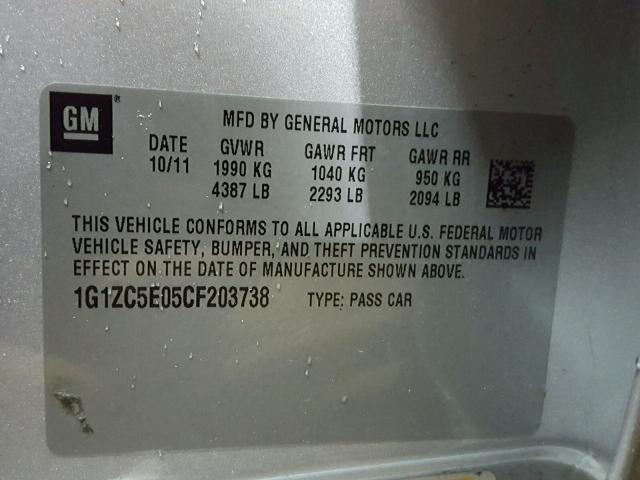 GM ®
MFD BY GENERAL MOTORS LLC
DATE GVWR GAWR FRT GAWR RR
10/11 1990 KG 1040 KG 950 KG
4387 LB 2293 LB 2094 LB
THIS VEHICLE CONFORMS TO ALL APPLICABLE U.S. FEDERAL MOTOR
VEHICLE SAFETY, BUMPER, AND THEFT PREVENTION STANDARDS IN
EFFECT ON THE DATE OF MANUFACTURE SHOWN ABOVE.
1G1ZC5E05CF203738 TYPE: PASS CAR